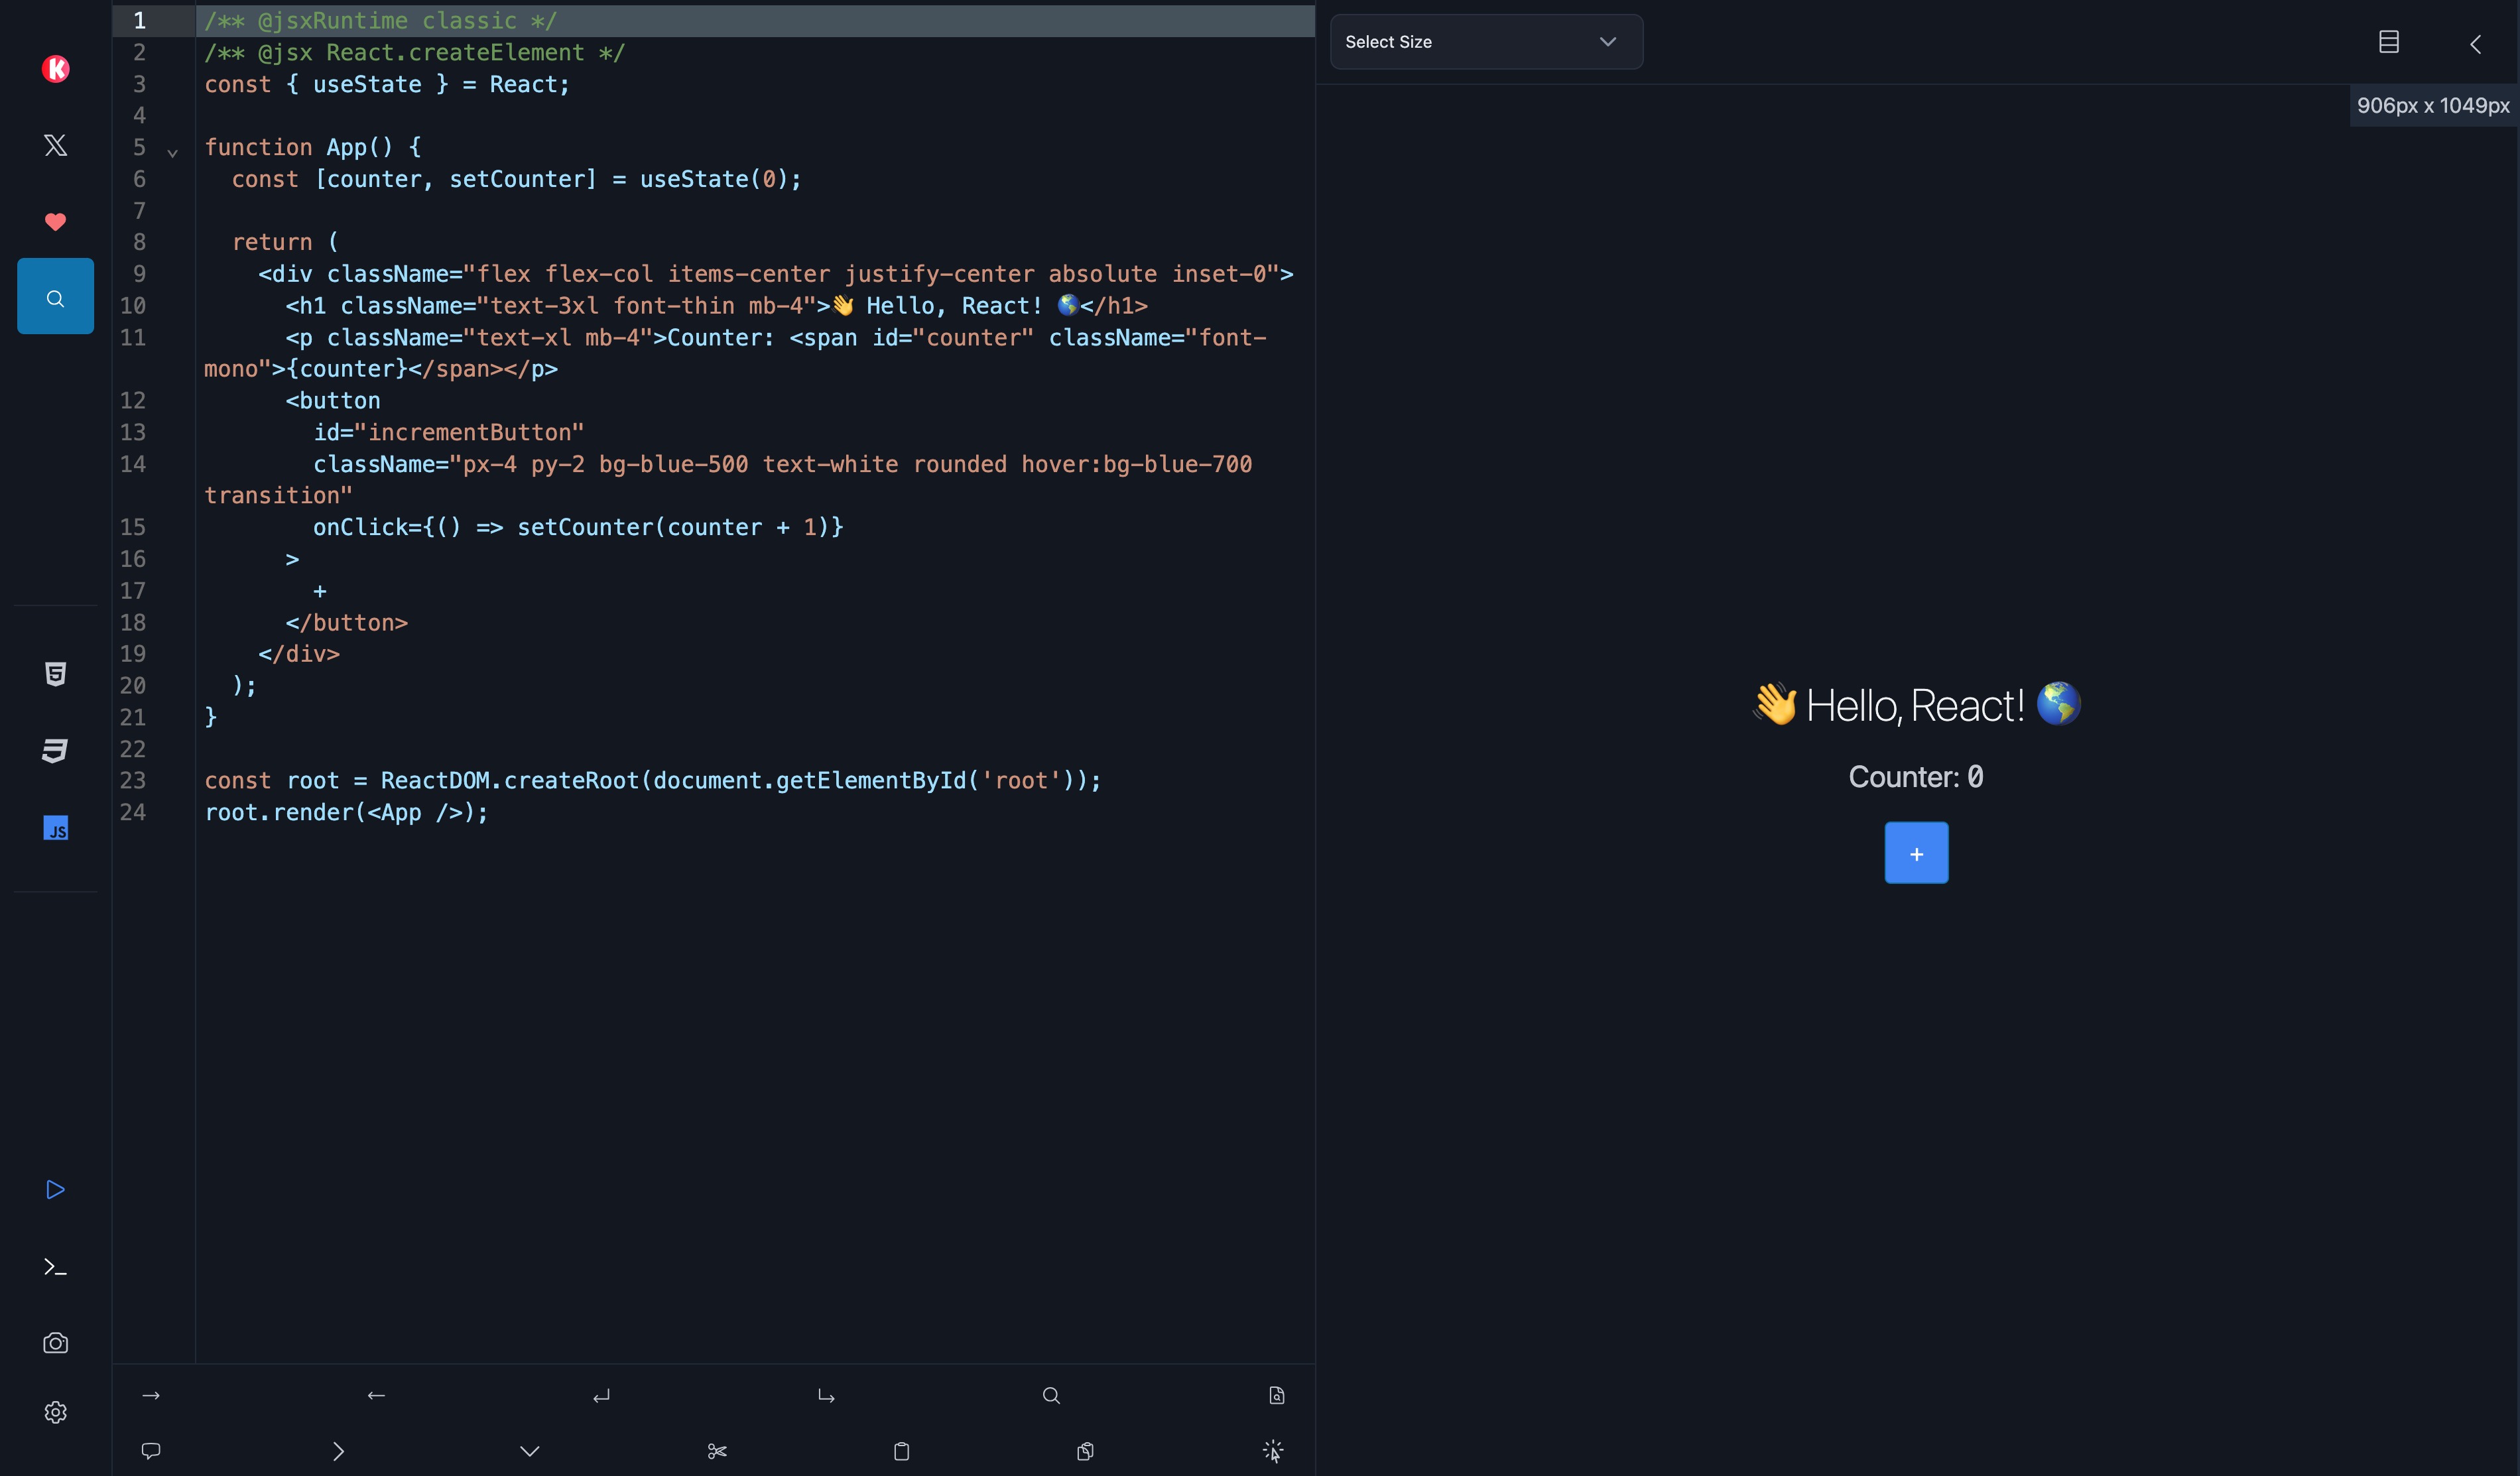 1 /** @jsxRuntime classic */
2 /** @jsx React.createElement */
3 const { useState } = React;
4
5 function App() {
6   const [counter, setCounter] = useState(0);
7
8   return (
9     <div className="flex flex-col items-center justify-center absolute inset-0">
10       <h1 className="text-3xl font-thin mb-4">👋 Hello, React! 🌎</h1>
11       <p className="text-xl mb-4">Counter: <span id="counter" className="font-
mono">{counter}</span></p>
12       <button
13         id="incrementButton"
14         className="px-4 py-2 bg-blue-500 text-white rounded hover:bg-blue-700
transition"
15         onClick={() => setCounter(counter + 1)}
16       >
17         +
18       </button>
19     </div>
20   );
21 }
22
23 const root = ReactDOM.createRoot(document.getElementById('root'));
24 root.render(<App />);
K
X
5
3
JS
Select Size
906px x 1049px
👋 Hello, React! 🌎
Counter: 0
+